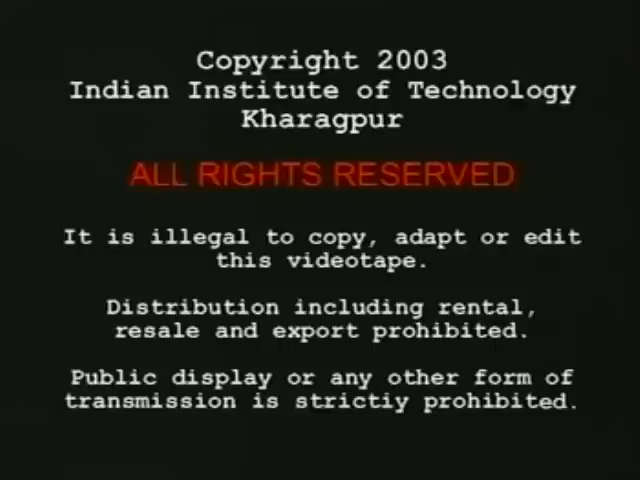 Copyright 2003
Indian Institute of Technology
Kharagpur
ALL RIGHTS RESERVED
It is illegal to copy, adapt or edit
this videotape.
Distribution including rental,
resale and export prohibited.
Public display or any other form of
transmission is strictiy prohibited.